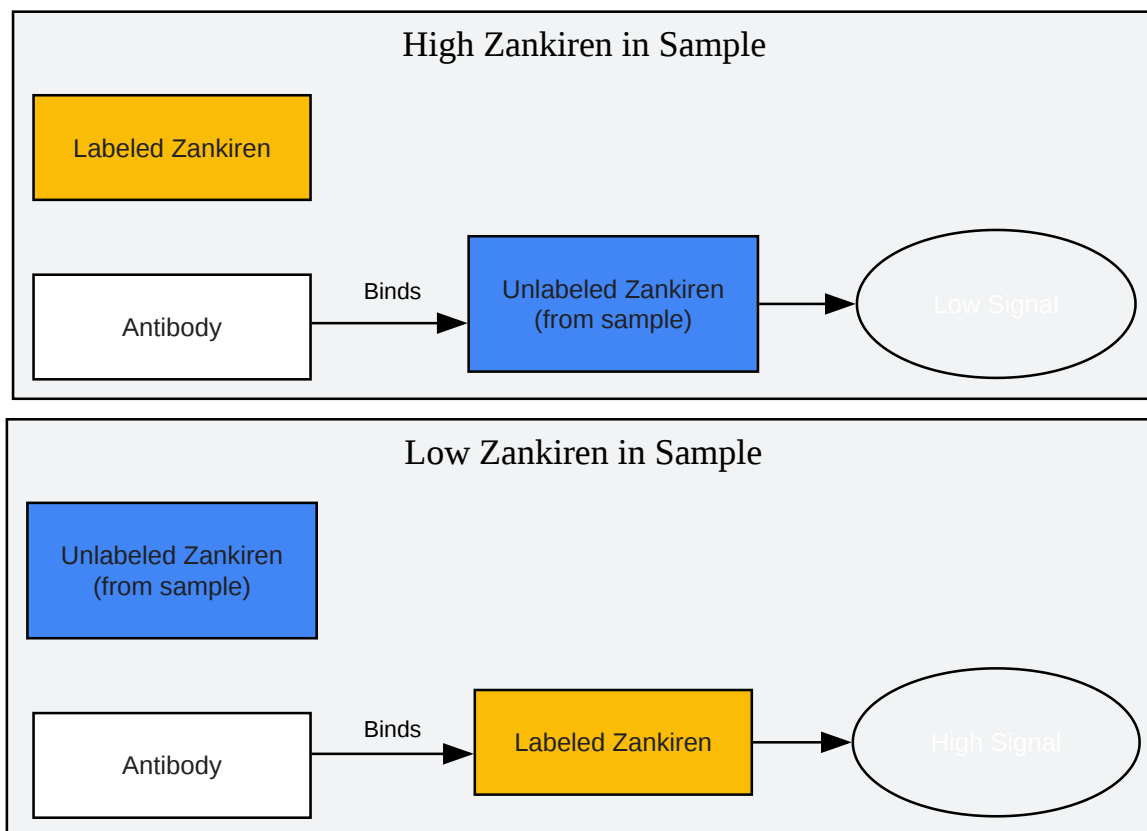 High Zankiren in Sample
Labeled Zankiren
Antibody
Binds
Unlabeled Zankiren
(from sample)
Low Signal
Low Zankiren in Sample
Unlabeled Zankiren
(from sample)
Antibody
Binds
Labeled Zankiren
High Signal